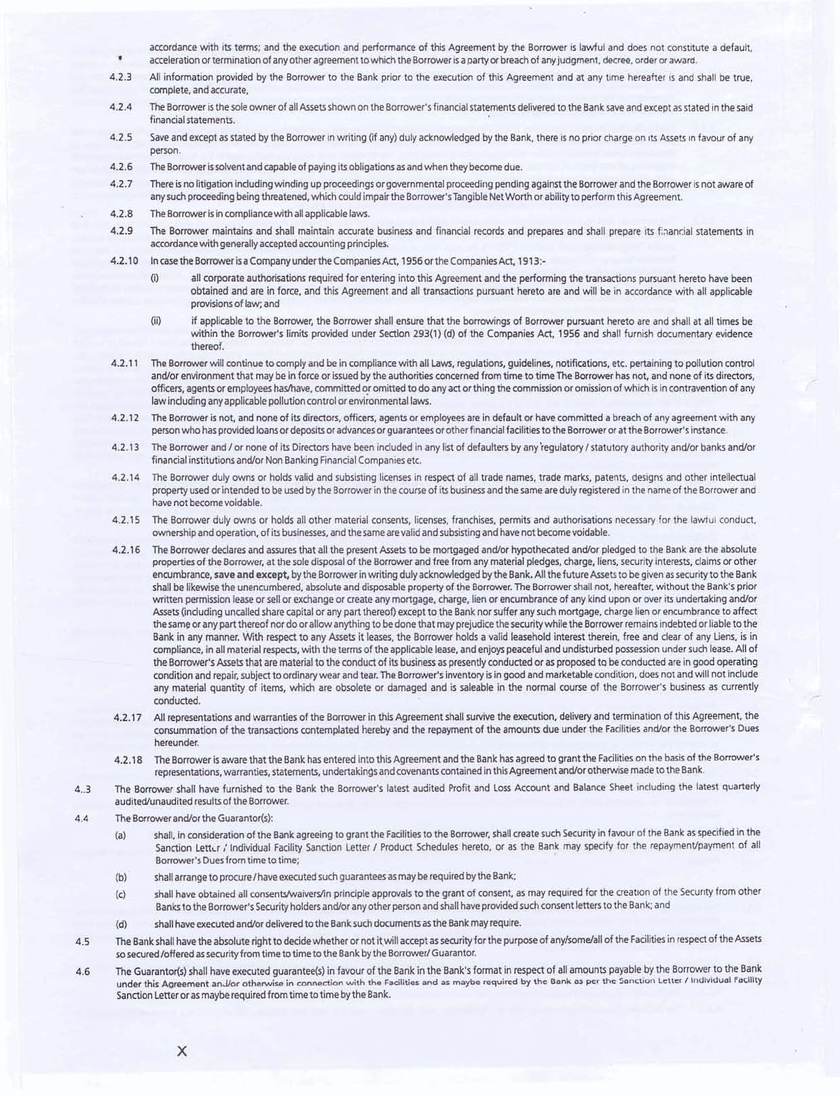 accordance with its terms; and the execution and performance of this Agreement by the Borrower is lawful and does not constitute a default,
acceleration or termination of any other agreement to which the Borrower is a party or breach of any judgment, decree, order or award.
4.2.3 All information provided by the Borrower to the Bank prior to the execution of this Agreement and at any time hereafter is and shall be true,
complete, and accurate,
4.2.4 The Borrower is the sole owner of all Assets shown on the Borrower's financial statements delivered to the Bank save and except as stated in the said
financial statements.
4.2.5 Save and except as stated by the Borrower in writing (if any) duly acknowledged by the Bank, there is no prior charge on its Assets in favour of any
person.
4.2.6 The Borrower is solvent and capable of paying its obligations as and when they become due.
4.2.7 There is no litigation including winding up proceedings or governmental proceeding pending against the Borrower and the Borrower is not aware of
any such proceeding being threatened, which could impair the Borrower's Tangible Net Worth or ability to perform this Agreement.
4.2.8 The Borrower is in compliance with all applicable laws.
4.2.9 The Borrower maintains and shall maintain accurate business and financial records and prepares and shall prepare its financial statements in
accordance with generally accepted accounting principles.
4.2.10 In case the Borrower is a Company under the Companies Act, 1956 or the Companies Act, 1913:-
(i) all corporate authorisations required for entering into this Agreement and the performing the transactions pursuant hereto have been
obtained and are in force, and this Agreement and all transactions pursuant hereto are and will be in accordance with all applicable
provisions of law; and
(ii) if applicable to the Borrower, the Borrower shall ensure that the borrowings of Borrower pursuant hereto are and shall at all times be
within the Borrower's limits provided under Section 293(1) (d) of the Companies Act, 1956 and shall furnish documentary evidence
thereof.
4.2.11 The Borrower will continue to comply and be in compliance with all Laws, regulations, guidelines, notifications, etc. pertaining to pollution control
and/or environment that may be in force or issued by the authorities concerned from time to time The Borrower has not, and none of its directors,
officers, agents or employees has/have, committed or omitted to do any act or thing the commission or omission of which is in contravention of any
law including any applicable pollution control or environmental laws.
4.2.12 The Borrower is not, and none of its directors, officers, agents or employees are in default or have committed a breach of any agreement with any
person who has provided loans or deposits or advances or guarantees or other financial facilities to the Borrower or at the Borrower's instance.
4.2.13 The Borrower and / or none of its Directors have been included in any list of defaulters by any regulatory / statutory authority and/or banks and/or
financial institutions and/or Non Banking Financial Companies etc.
4.2.14 The Borrower duly owns or holds valid and subsisting licenses in respect of all trade names, trade marks, patents, designs and other intellectual
property used or intended to be used by the Borrower in the course of its business and the same are duly registered in the name of the Borrower and
have not become voidable.
4.2.15 The Borrower duly owns or holds all other material consents, licenses, franchises, permits and authorisations necessary for the lawful conduct,
ownership and operation, of its businesses, and the same are valid and subsisting and have not become voidable.
4.2.16 The Borrower declares and assures that all the present Assets to be mortgaged and/or hypothecated and/or pledged to the Bank are the absolute
properties of the Borrower, at the sole disposal of the Borrower and free from any material pledges, charge, liens, security interests, claims or other
encumbrance, save and except, by the Borrower in writing duly acknowledged by the Bank. All the future Assets to be given as security to the Bank
shall be likewise the unencumbered, absolute and disposable property of the Borrower. The Borrower shall not, hereafter, without the Bank's prior
written permission lease or sell or exchange or create any mortgage, charge, lien or encumbrance of any kind upon or over its undertaking and/or
Assets (including uncalled share capital or any part thereof) except to the Bank nor suffer any such mortgage, charge lien or encumbrance to affect
the same or any part thereof nor do or allow anything to be done that may prejudice the security while the Borrower remains indebted or liable to the
Bank in any manner. With respect to any Assets it leases, the Borrower holds a valid leasehold interest therein, free and clear of any Liens, is in
compliance, in all material respects, with the terms of the applicable lease, and enjoys peaceful and undisturbed possession under such lease. All of
the Borrower's Assets that are material to the conduct of its business as presently conducted or as proposed to be conducted are in good operating
condition and repair, subject to ordinary wear and tear. The Borrower's inventory is in good and marketable condition, does not and will not include
any material quantity of items, which are obsolete or damaged and is saleable in the normal course of the Borrower's business as currently
conducted.
4.2.17 All representations and warranties of the Borrower in this Agreement shall survive the execution, delivery and termination of this Agreement, the
consummation of the transactions contemplated hereby and the repayment of the amounts due under the Facilities and/or the Borrower's Dues
hereunder.
4.2.18 The Borrower is aware that the Bank has entered into this Agreement and the Bank has agreed to grant the Facilities on the basis of the Borrower's
representations, warranties, statements, undertakings and covenants contained in this Agreement and/or otherwise made to the Bank.
4..3 The Borrower shall have furnished to the Bank the Borrower's latest audited Profit and Loss Account and Balance Sheet including the latest quarterly
audited/unaudited results of the Borrower.
4.4 The Borrower and/or the Guarantor(s):
(a) shall, in consideration of the Bank agreeing to grant the Facilities to the Borrower, shall create such Security in favour of the Bank as specified in the
Sanction Letter / Individual Facility Sanction Letter / Product Schedules hereto, or as the Bank may specify for the repayment/payment of all
Borrower's Dues from time to time;
(b) shall arrange to procure / have executed such guarantees as may be required by the Bank;
(c) shall have obtained all consents/waivers/in principle approvals to the grant of consent, as may required for the creation of the Security from other
Banks to the Borrower's Security holders and/or any other person and shall have provided such consent letters to the Bank; and
(d) shall have executed and/or delivered to the Bank such documents as the Bank may require.
4.5 The Bank shall have the absolute right to decide whether or not it will accept as security for the purpose of any/some/all of the Facilities in respect of the Assets
so secured /offered as security from time to time to the Bank by the Borrower/ Guarantor.
4.6 The Guarantor(s) shall have executed guarantee(s) in favour of the Bank in the Bank's format in respect of all amounts payable by the Borrower to the Bank
under this Agreement and/or otherwise in connection with the Facilities and as maybe required by the Bank as per the Sanction Letter / Individual Facility
Sanction Letter or as maybe required from time to time by the Bank.
X